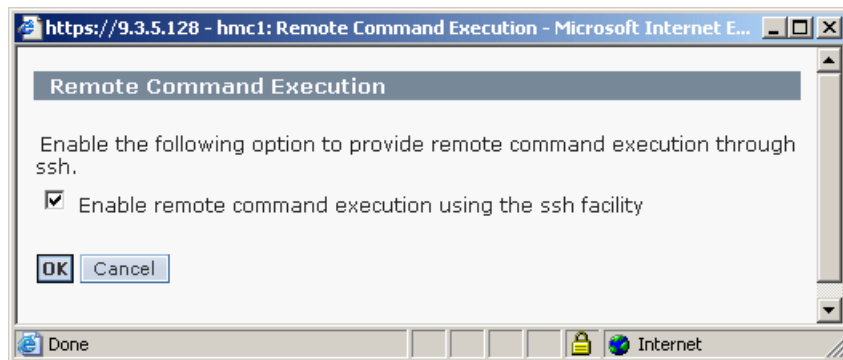 https://9.3.5.128 - hmc1: Remote Command Execution - Microsoft Internet E...
Remote Command Execution
Enable the following option to provide remote command execution through
ssh.
Enable remote command execution using the ssh facility
OK Cancel
Done Internet